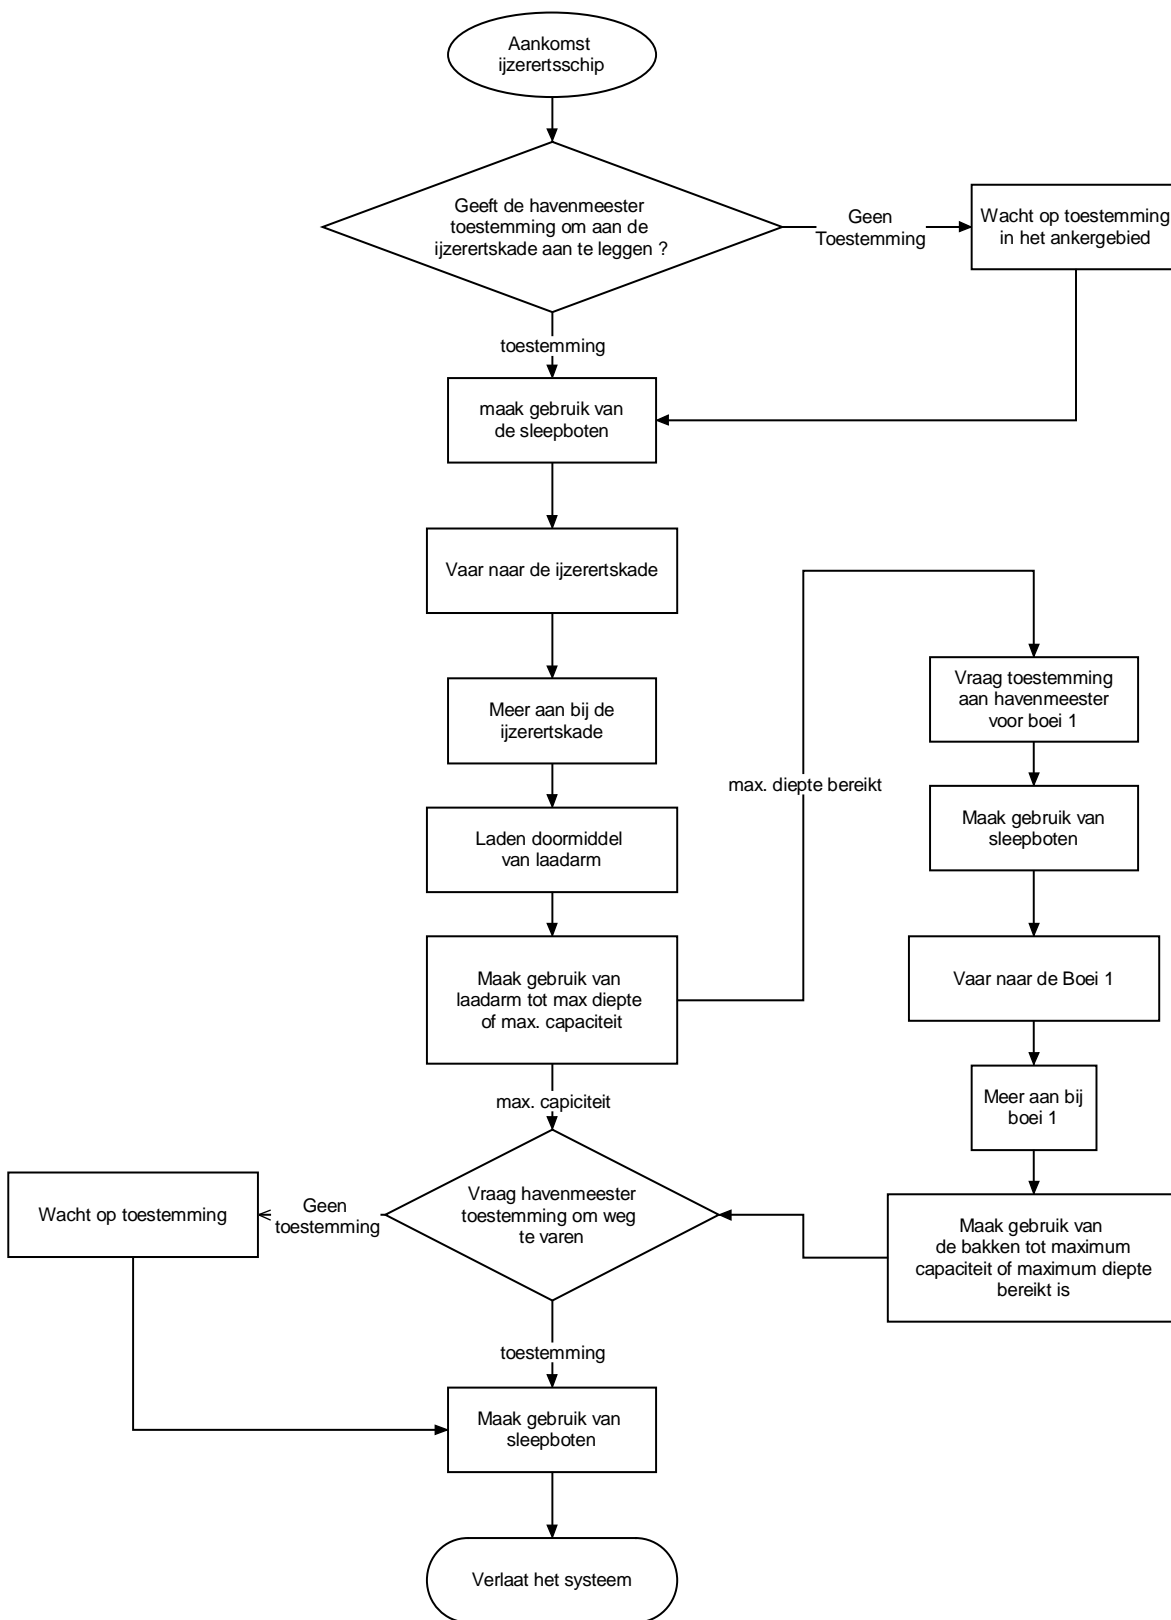 Aankomst
ijzerertsschip
Geeft de havenmeester
toestemming om aan de
ijzerertskade aan te leggen ?
Geen
Toestemming
Wacht op toestemming
in het ankergebied
toestemming
maak gebruik van
de sleepboten
Vaar naar de ijzerertskade
Meer aan bij de
ijzerertskade
Laden doormiddel
van laadarm
Maak gebruik van
laadarm tot max diepte
of max. capaciteit
max. diepte bereikt
Vraag toestemming
aan havenmeester
voor boei 1
Maak gebruik van
sleepboten
Vaar naar de Boei 1
Meer aan bij
boei 1
Maak gebruik van
de bakken tot maximum
capaciteit of maximum diepte
bereikt is
max. capiciteit
Vraag havenmeester
toestemming om weg
te varen
Geen
toestemming
Wacht op toestemming
toestemming
Maak gebruik van
sleepboten
Verlaat het systeem